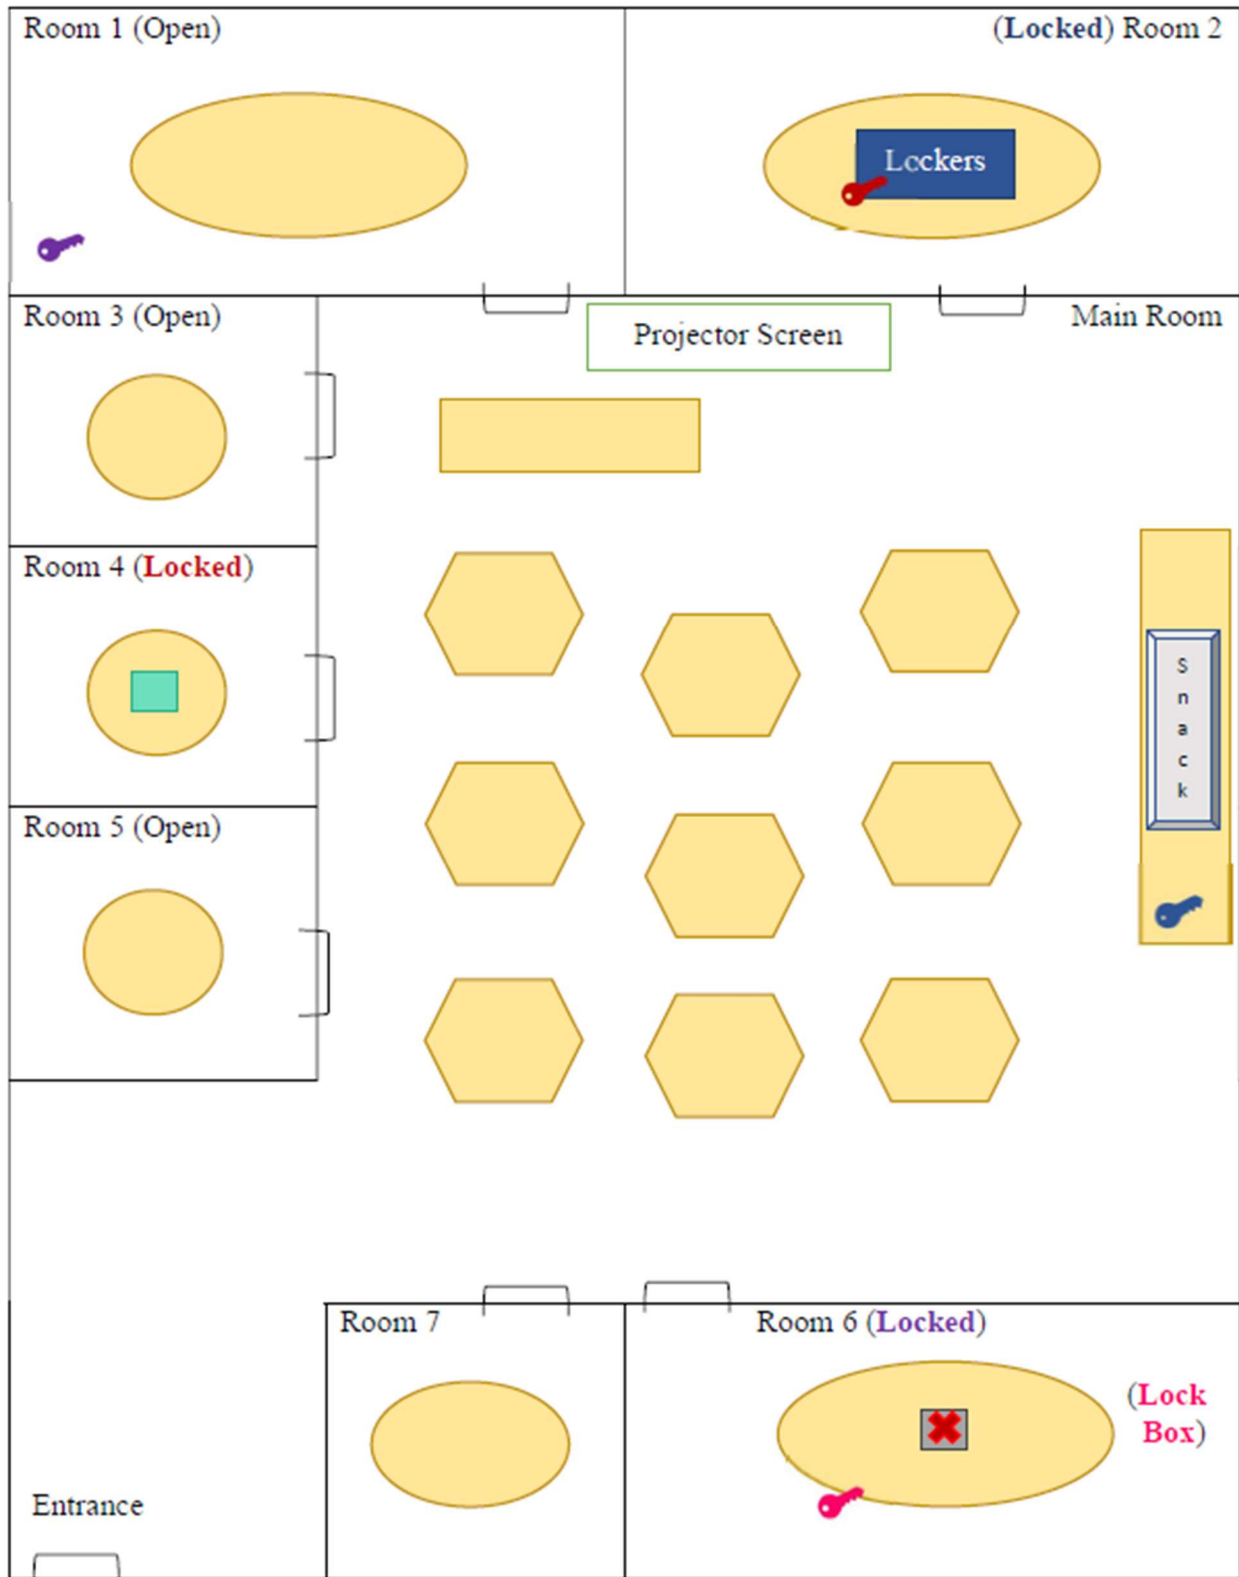 Room 1 (Open)
(Locked) Room 2
Lockers
Room 3 (Open)
Projector Screen
Main Room
Room 4 (Locked)
S
n
a
c
k
Room 5 (Open)
Room 7
Room 6 (Locked)
(Lock
Box)
Entrance